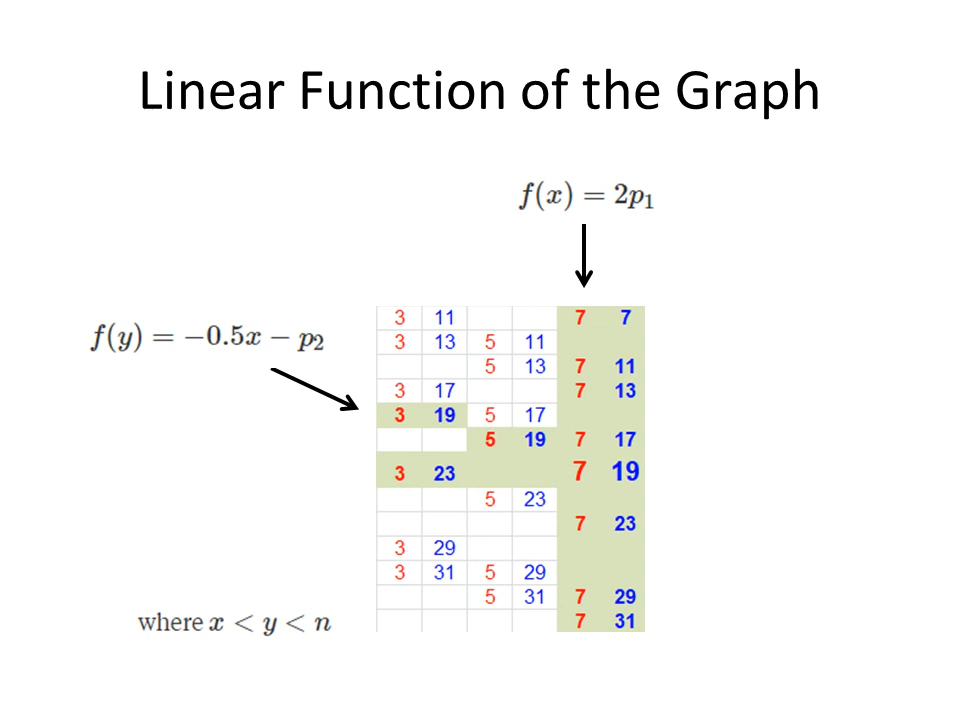 Linear Function of the Graph
f(x) = 2p₁
f(y) = −0.5x − p₂
3 11 7 7
3 13 5 11
5 13 7 11
3 17 7 13
3 19 5 17
5 19 7 17
3 23 7 19
5 23
7 23
3 29
3 31 5 29
5 31 7 29
7 31
where x < y < n